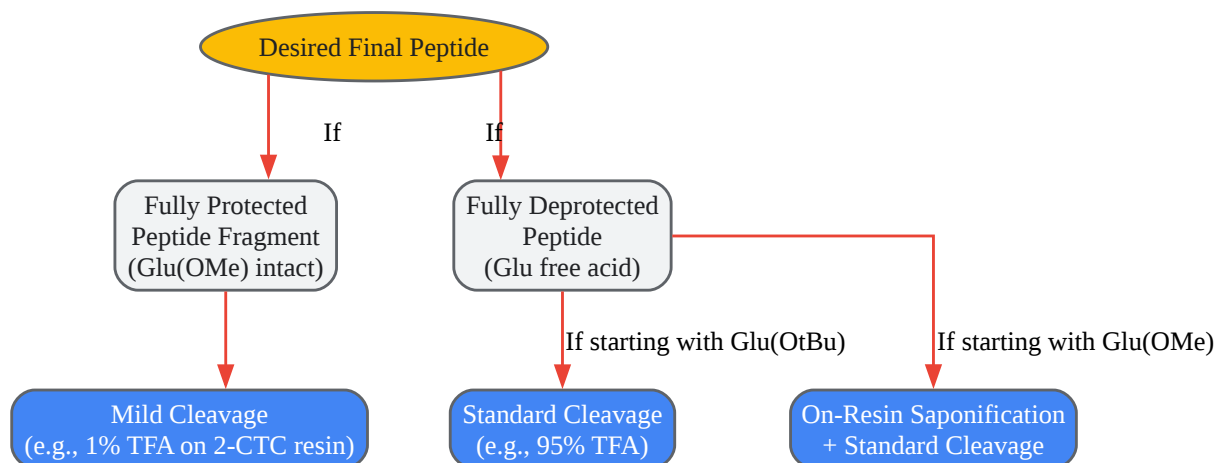 Desired Final Peptide
If
If
Fully Protected
Peptide Fragment
(Glu(OMe) intact)
Fully Deprotected
Peptide
(Glu free acid)
If starting with Glu(OtBu)
If starting with Glu(OMe)
Mild Cleavage
(e.g., 1% TFA on 2-CTC resin)
Standard Cleavage
(e.g., 95% TFA)
On-Resin Saponification
+ Standard Cleavage